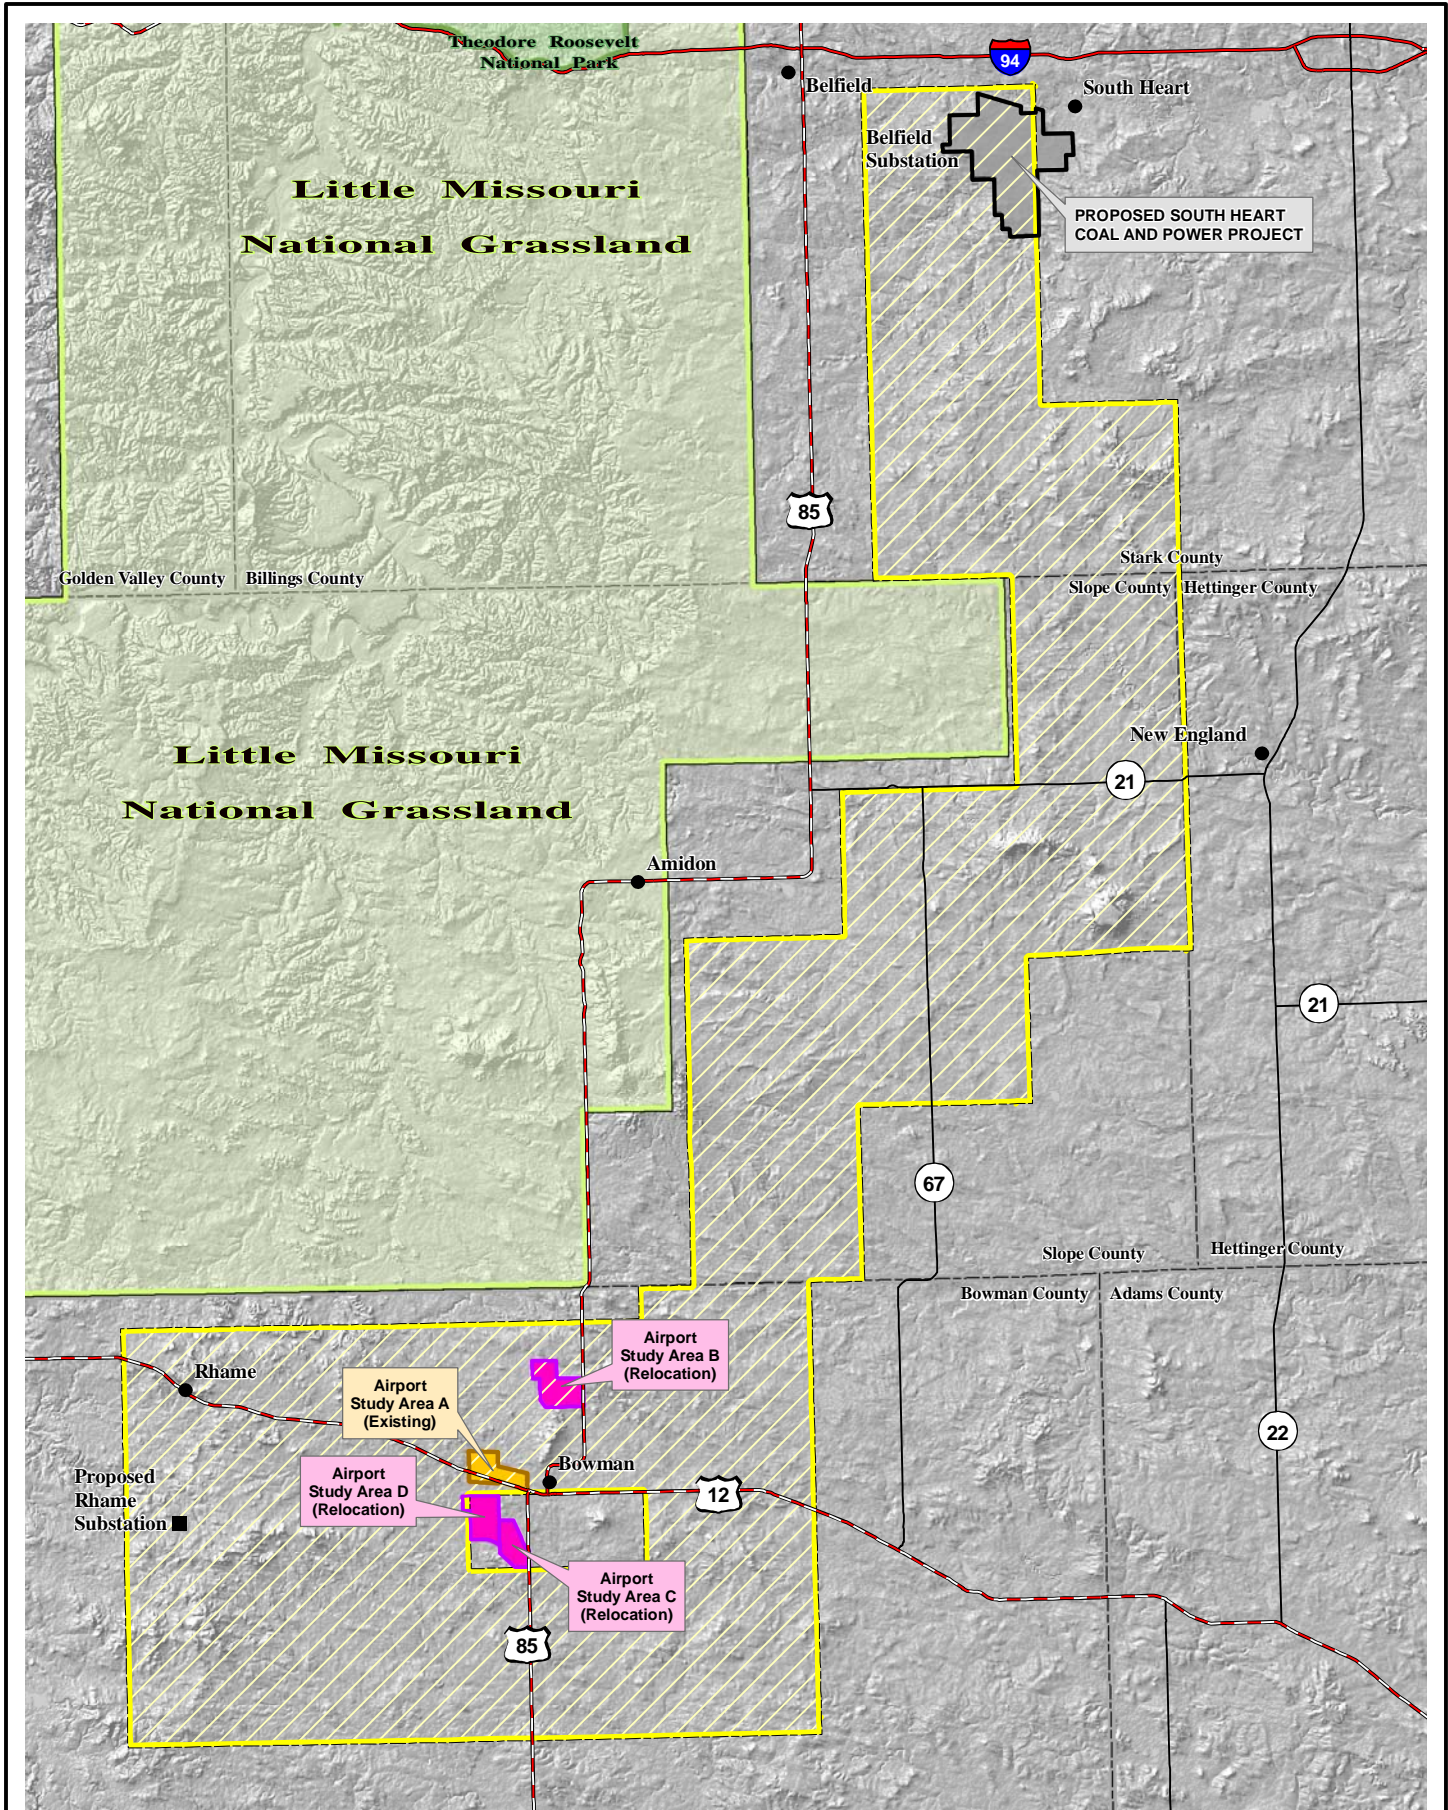 Theodore Roosevelt
National Park
94
Belfield
South Heart
Belfield
Substation
Little Missouri
National Grassland
PROPOSED SOUTH HEART
COAL AND POWER PROJECT
85
Stark County
Golden Valley County
Billings County
Slope County
Hettinger County
New England
Little Missouri
National Grassland
21
Amidon
21
67
Slope County
Hettinger County
Bowman County
Adams County
Airport
Study Area B
(Relocation)
Rhame
Airport
Study Area A
(Existing)
22
Bowman
Airport
Study Area D
(Relocation)
Proposed
Rhame
Substation
12
Airport
Study Area C
(Relocation)
85